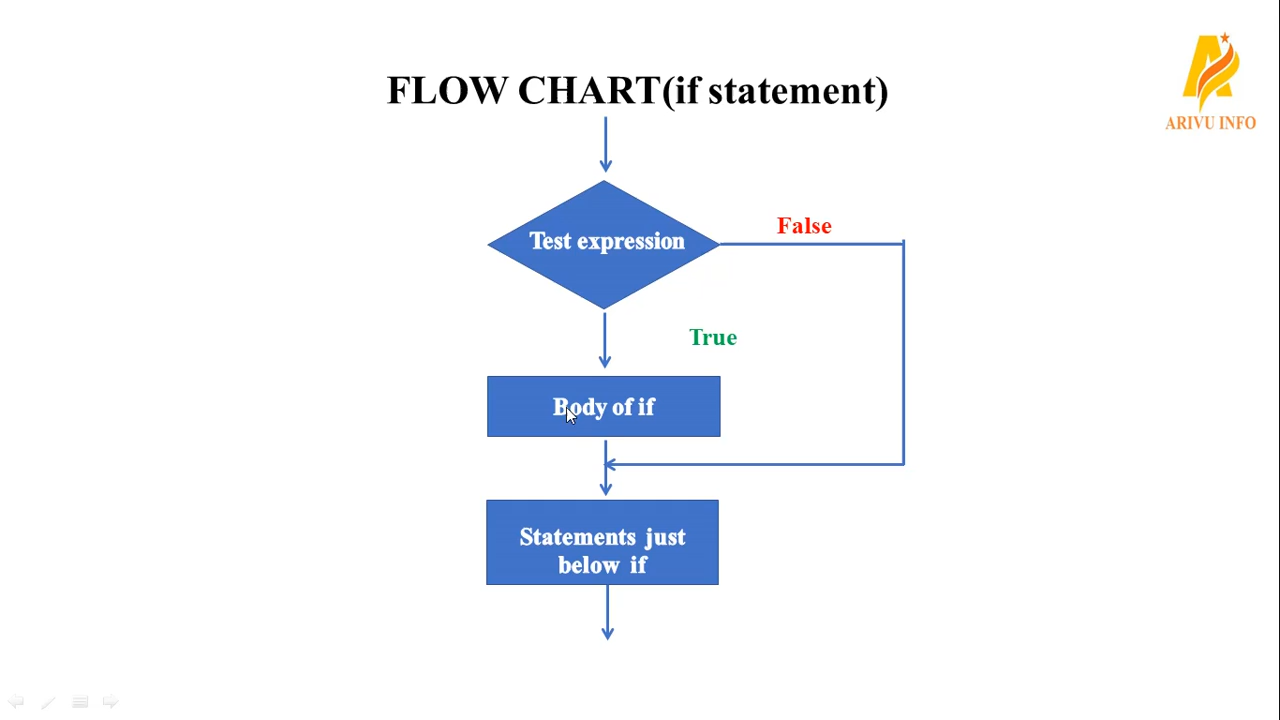 FLOW CHART(if statement)
ARIVU INFO
Test expression
False
True
Body of if
Statements just
below if